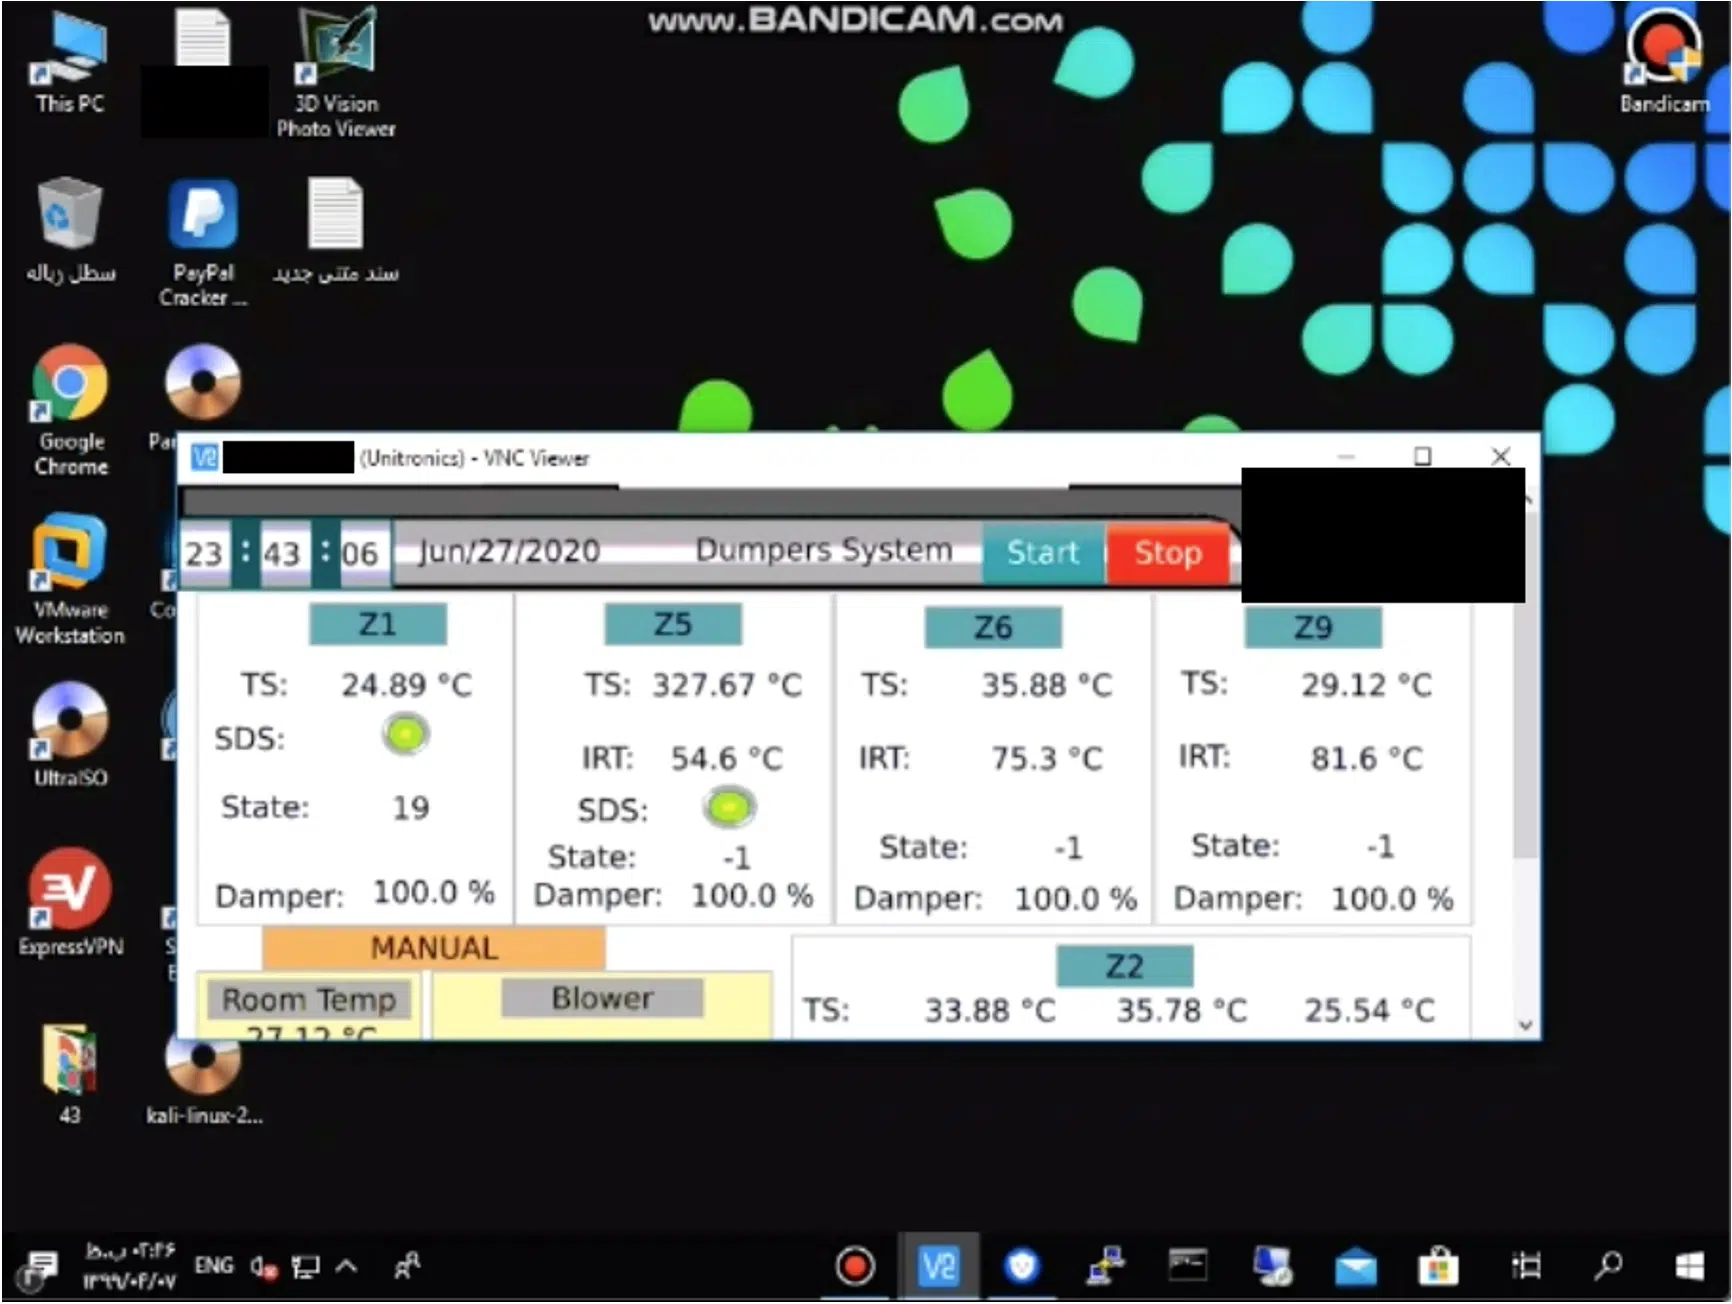 www.BANDICAM.com
This PC
3D Vision
Photo Viewer
Bandicam
سطل زباله
PayPal
Cracker ...
سند متنی جدید
Google
Chrome
Par
VMware
Workstation
Co
UltraISO
ExpressVPN
S
E
43
kali-linux-2...
V2
(Unitronics) - VNC Viewer
23 : 43 : 06
Jun/27/2020
Dumpers System
Start
Stop
Z1
TS: 24.89 °C
SDS:
State: 19
Damper: 100.0 %
Z5
TS: 327.67 °C
IRT: 54.6 °C
SDS:
State: -1
Damper: 100.0 %
Z6
TS: 35.88 °C
IRT: 75.3 °C
State: -1
Damper: 100.0 %
Z9
TS: 29.12 °C
IRT: 81.6 °C
State: -1
Damper: 100.0 %
MANUAL
Room Temp
27.12 °C
Blower
Z2
TS: 33.88 °C 35.78 °C 25.54 °C
۰۲:۴۶ ب.ظ
۱۳۹۹/۰۴/۰۷
ENG
V2